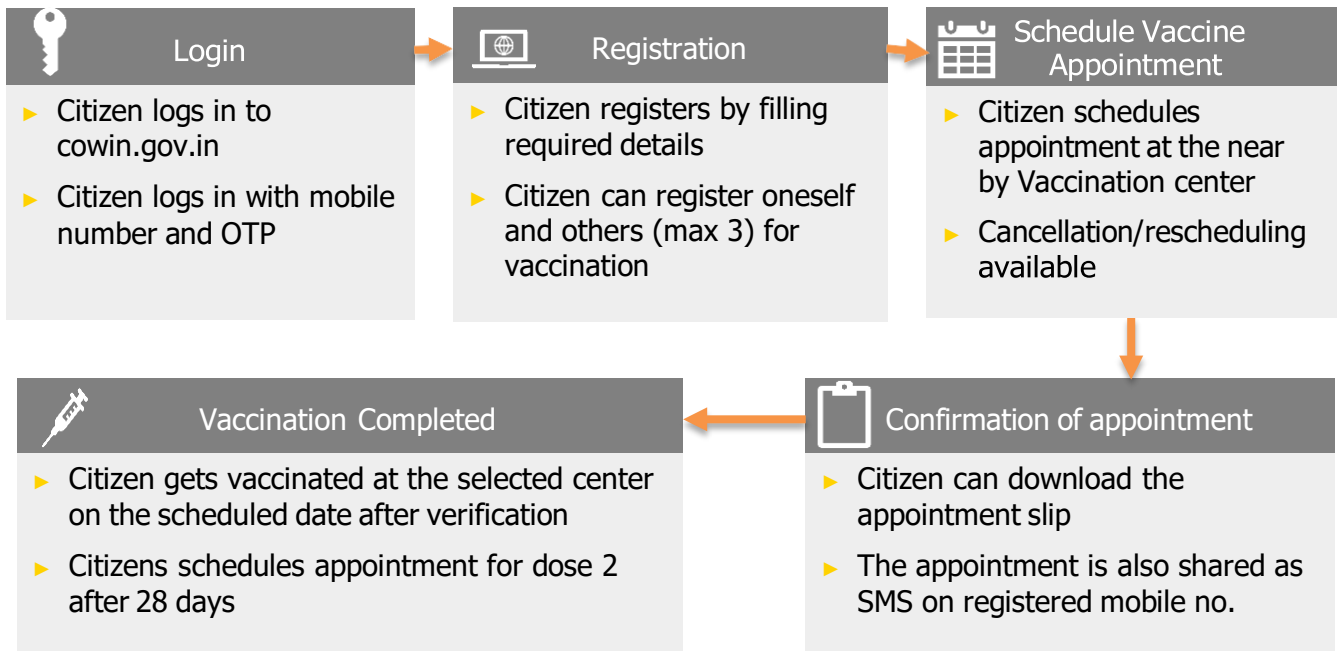 Login
► Citizen logs in to
cowin.gov.in
► Citizen logs in with mobile
number and OTP
Registration
► Citizen registers by filling
required details
► Citizen can register oneself
and others (max 3) for
vaccination
Schedule Vaccine
Appointment
► Citizen schedules
appointment at the near
by Vaccination center
► Cancellation/rescheduling
available
Confirmation of appointment
► Citizen can download the
appointment slip
► The appointment is also shared as
SMS on registered mobile no.
Vaccination Completed
► Citizen gets vaccinated at the selected center
on the scheduled date after verification
► Citizens schedules appointment for dose 2
after 28 days